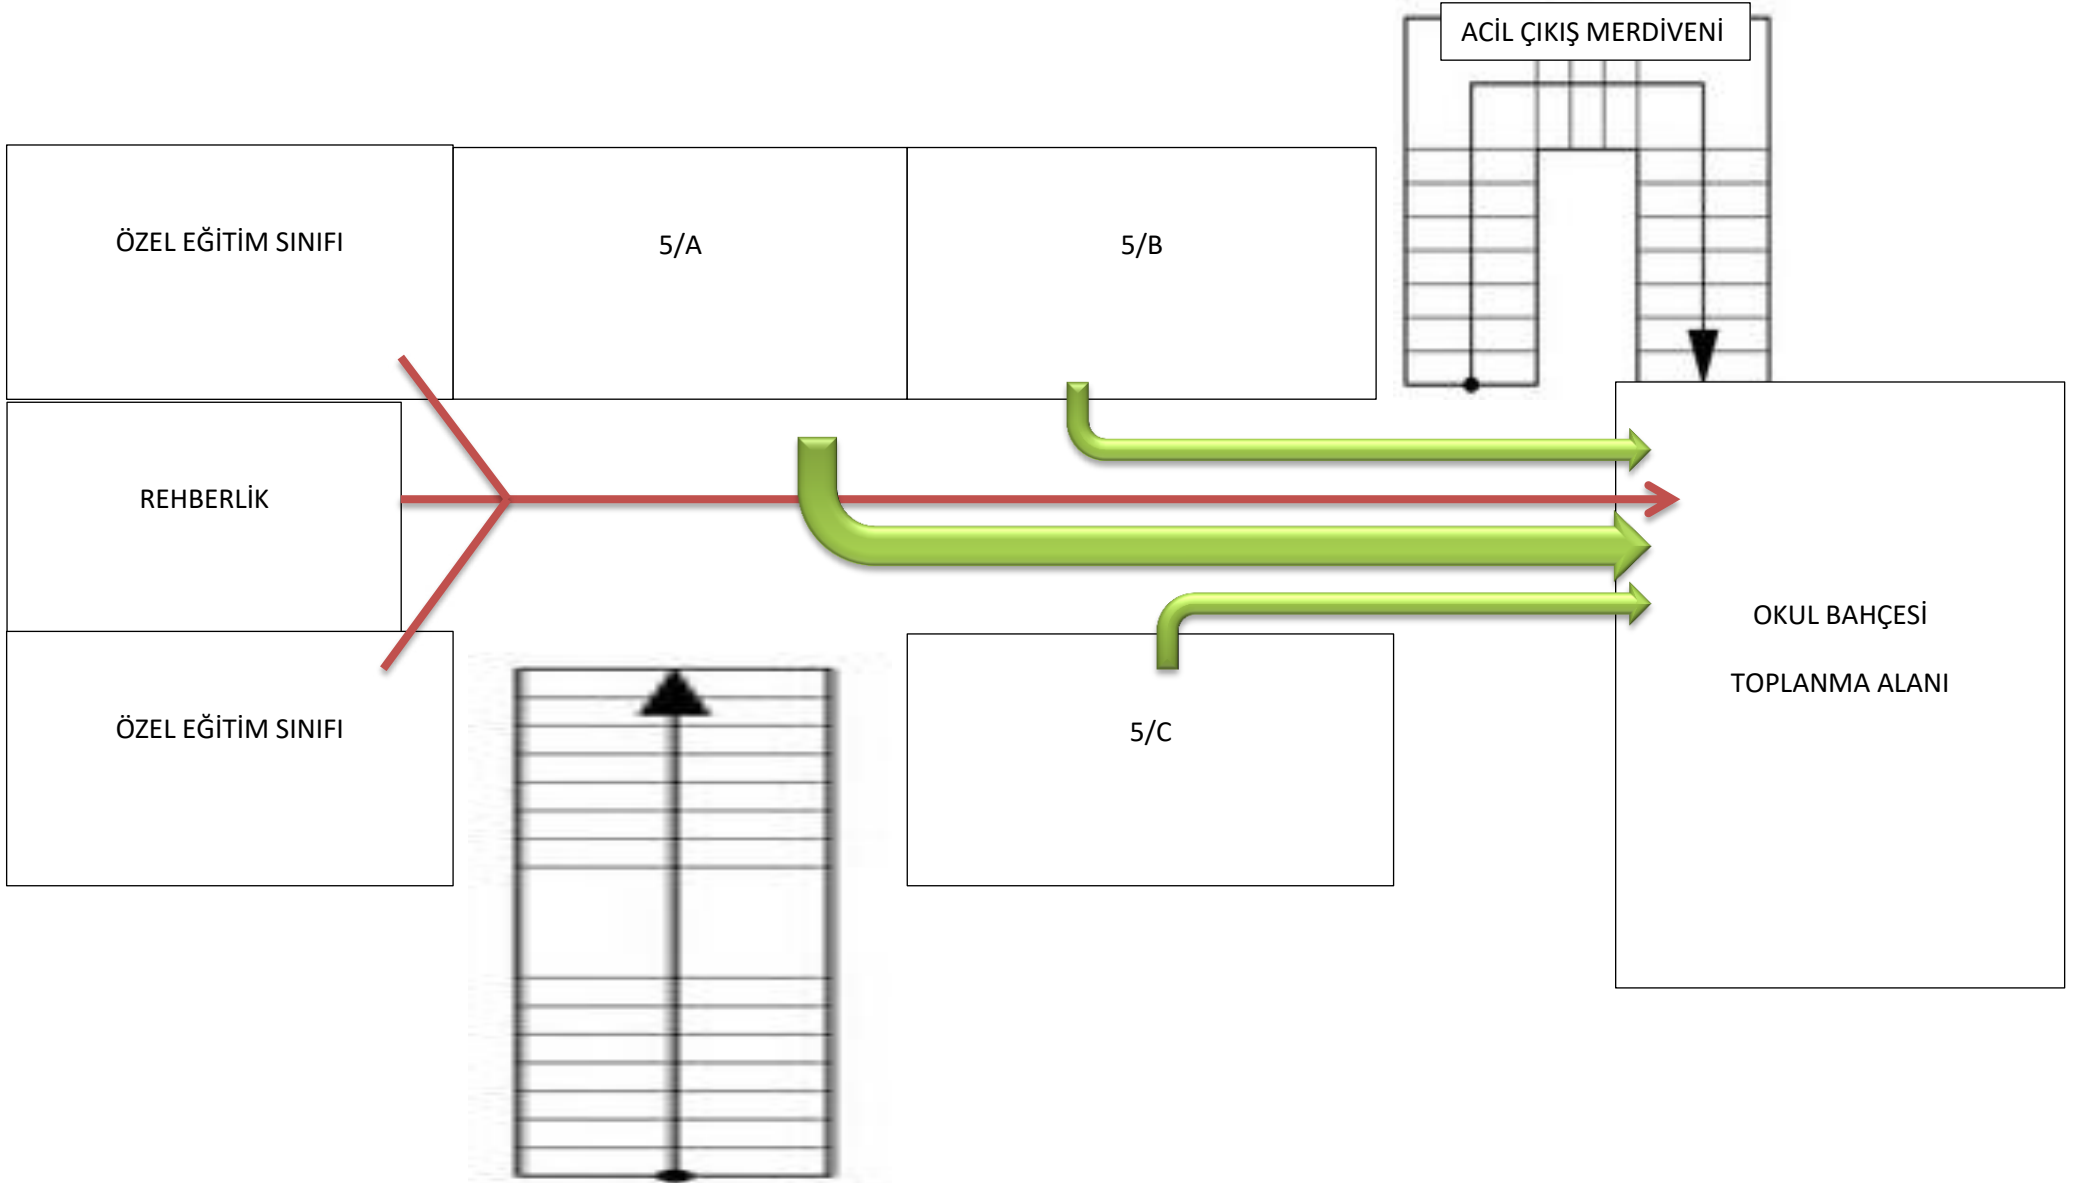 ACİL ÇIKIŞ MERDİVENİ
ÖZEL EĞİTİM SINIFI
5/A
5/B
REHBERLİK
OKUL BAHÇESİ
TOPLANMA ALANI
ÖZEL EĞİTİM SINIFI
5/C